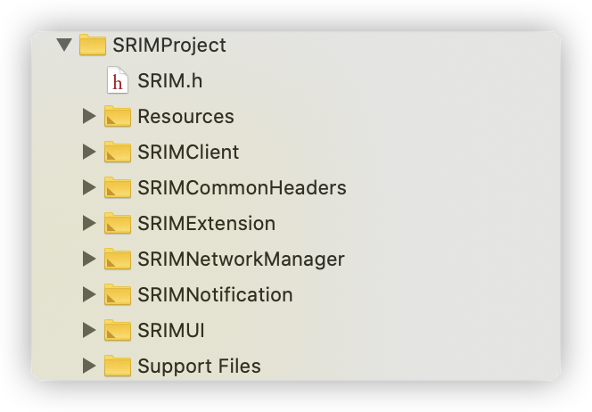 SRIMProject
h SRIM.h
Resources
SRIMClient
SRIMCommonHeaders
SRIMExtension
SRIMNetworkManager
SRIMNotification
SRIMUI
Support Files